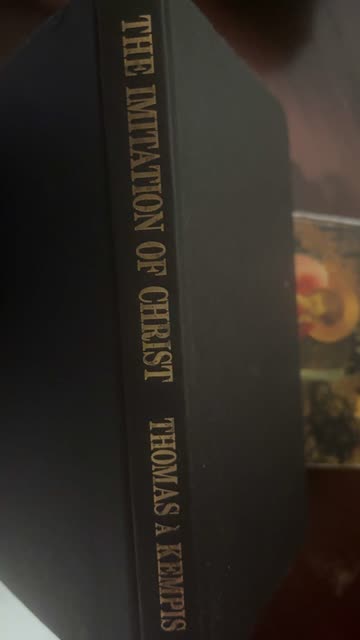 THE IMITATION OF CHRIST THOMAS A KEMPIS